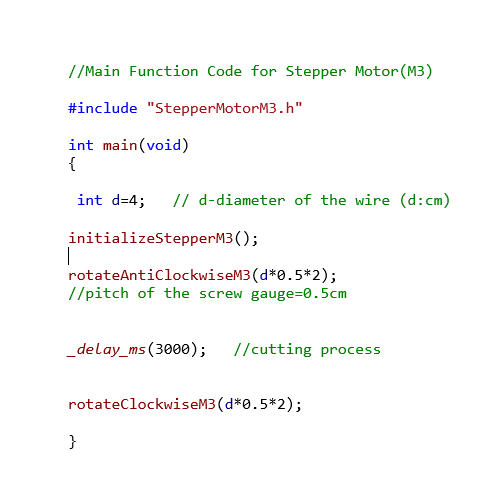 //Main Function Code for Stepper Motor(M3)
#include "StepperMotorM3.h"
int main(void)
{
int d=4;   // d-diameter of the wire (d:cm)
initializeStepperM3();
rotateAntiClockwiseM3(d*0.5*2);
//pitch of the screw gauge=0.5cm
_delay_ms(3000);   //cutting process
rotateClockwiseM3(d*0.5*2);
}